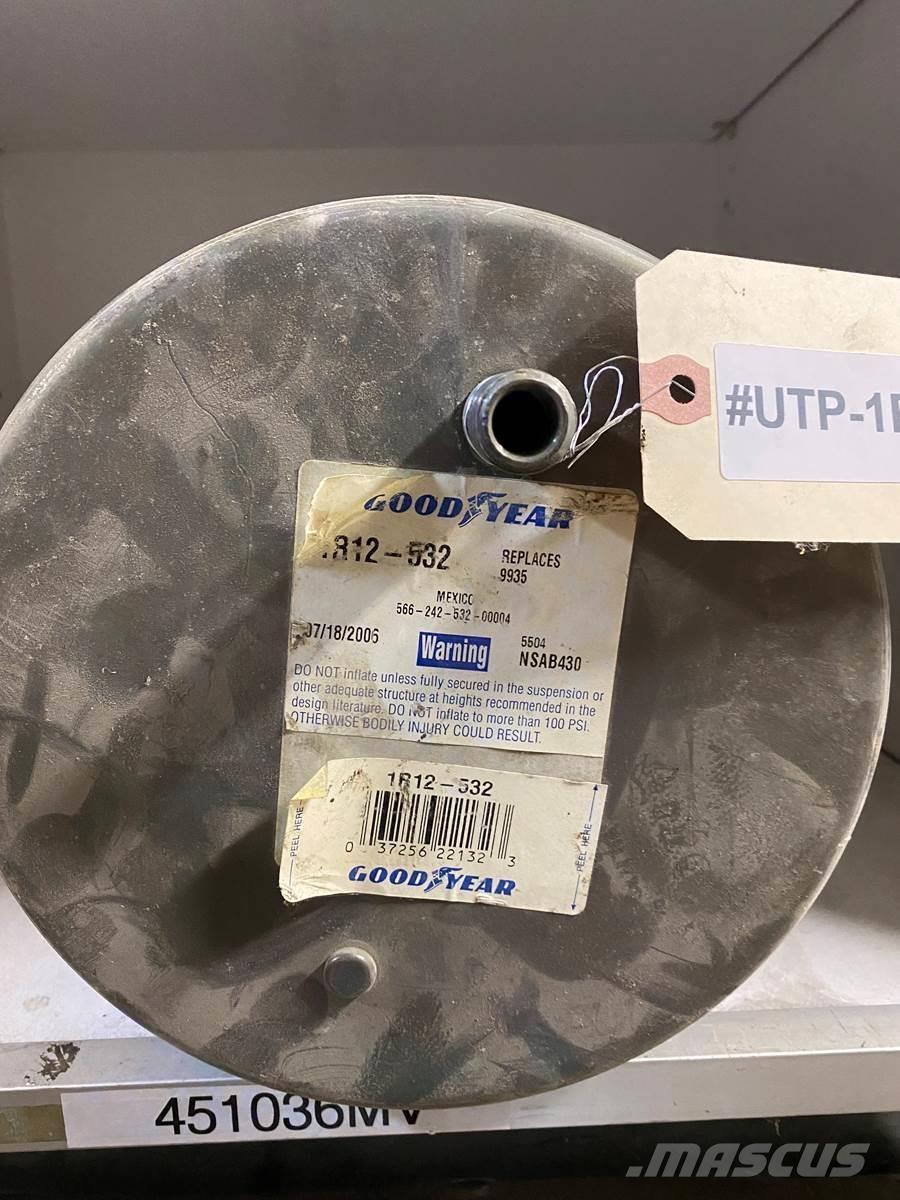 #UTP-1
GOODYEAR
1R12-532
REPLACES
9935
MEXICO
566-242-532-00004
07/18/2006
Warning
5504
NSAB430
DO NOT inflate unless fully secured in the suspension or
other adequate structure at heights recommended in the
design literature. DO NOT inflate to more than 100 PSI.
OTHERWISE BODILY INJURY COULD RESULT.
1R12-532
PEEL HERE
0 37256 22132 3
PEEL HERE
GOODYEAR
451036MV
MASCUS